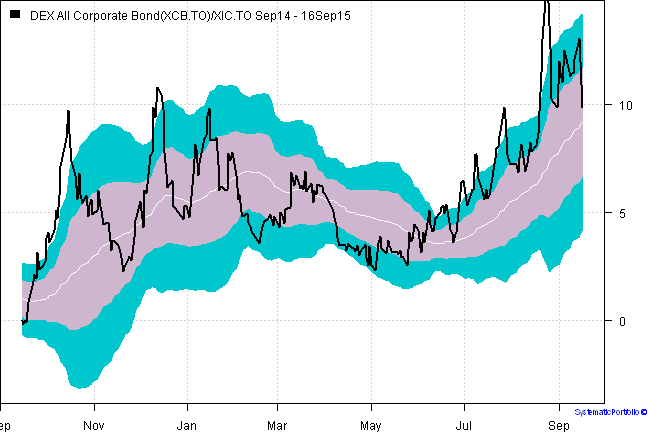 DEX All Corporate Bond(XCB.TO)/XIC.TO Sep14 - 16Sep15
10
5
0
ep Nov Jan Mar May Jul Sep
SystematicPortfolio ©